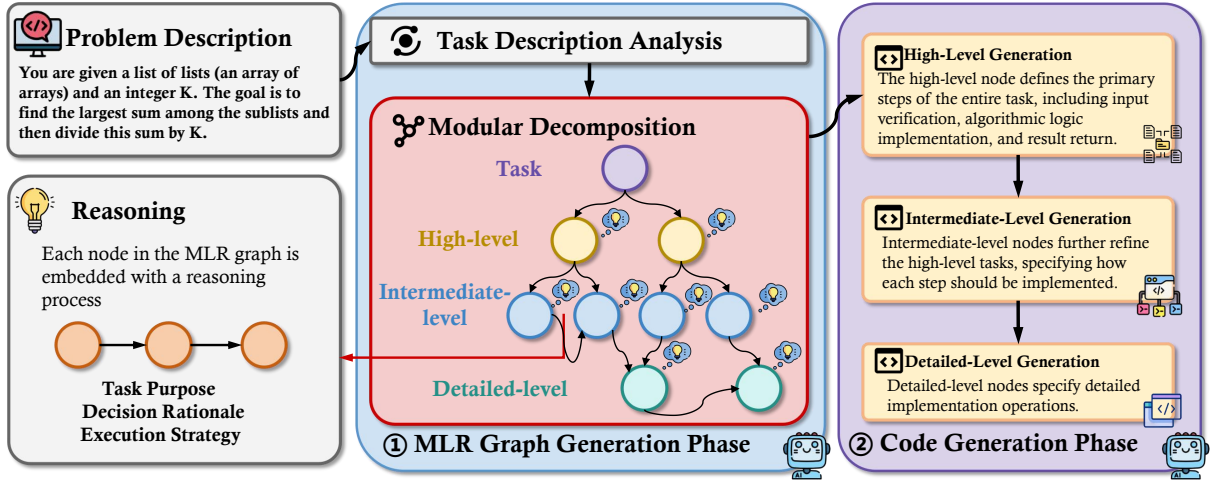 Problem Description
You are given a list of lists (an array of
arrays) and an integer K. The goal is to
find the largest sum among the sublists and
then divide this sum by K.
Reasoning
Each node in the MLR graph is
embedded with a reasoning
process
Task Purpose
Decision Rationale
Execution Strategy
Task Description Analysis
Modular Decomposition
Task
High-level
Intermediate-
level
Detailed-level
① MLR Graph Generation Phase
AI
High-Level Generation
The high-level node defines the primary
steps of the entire task, including input
verification, algorithmic logic
implementation, and result return.
Intermediate-Level Generation
Intermediate-level nodes further refine
the high-level tasks, specifying how
each step should be implemented.
Detailed-Level Generation
Detailed-level nodes specify detailed
implementation operations.
② Code Generation Phase
AI